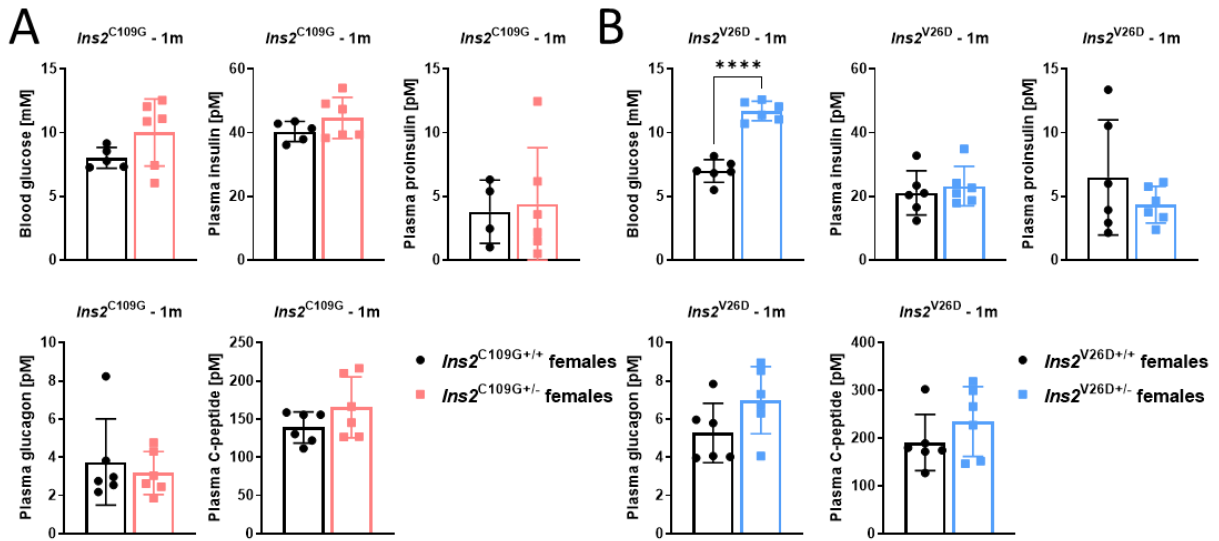 A
B
Ins2C109G - 1m
Ins2C109G - 1m
Ins2C109G - 1m
Ins2V26D - 1m
Ins2V26D - 1m
Ins2V26D - 1m
Blood glucose [mM]
15
10
5
0
Plasma insulin [pM]
60
40
20
0
Plasma proinsulin [pM]
15
10
5
0
Blood glucose [mM]
15
10
5
0
****
Plasma insulin [pM]
60
40
20
0
Plasma proinsulin [pM]
15
10
5
0
Ins2C109G - 1m
Ins2C109G - 1m
Ins2V26D - 1m
Ins2V26D - 1m
Plasma glucagon [pM]
10
8
6
4
2
0
Plasma C-peptide [pM]
250
200
150
100
50
0
Ins2C109G+/+ females
Ins2C109G+/- females
Plasma glucagon [pM]
10
8
6
4
2
0
Plasma C-peptide [pM]
400
300
200
100
0
Ins2V26D+/+ females
Ins2V26D+/- females